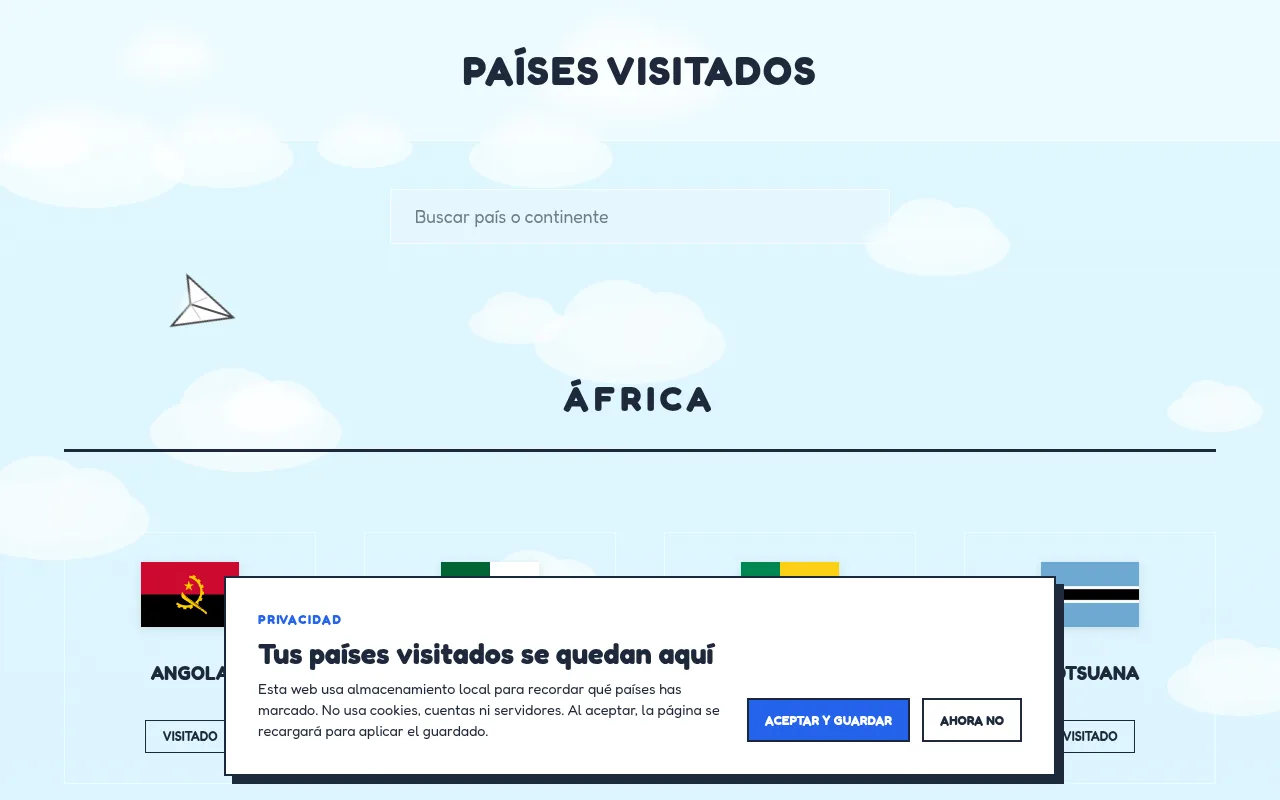 PAÍSES VISITADOS
Buscar país o continente
ÁFRICA
PRIVACIDAD
Tus países visitados se quedan aquí
Esta web usa almacenamiento local para recordar qué países has
marcado. No usa cookies, cuentas ni servidores. Al aceptar, la página se
recargará para aplicar el guardado.
ACEPTAR Y GUARDAR
AHORA NO
ANGOLA
OTSUANA
VISITADO
VISITADO